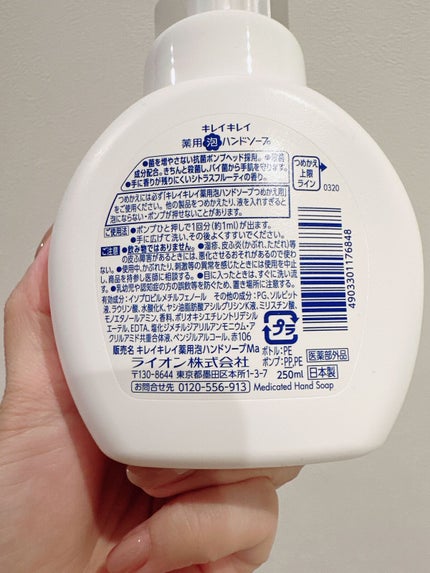 キレイキレイ
薬用泡ハンドソープ
●菌を増やさない抗菌ポンプヘッド採用。●殺菌
成分配合。きちんと殺菌し、バイ菌から手肌を守ります。
●手に香りが残りにくいシトラスフルーティの香り。
つめかえ
上限
ライン
0320
つめかえには必ず「キレイキレイ薬用泡ハンドソープつめかえ用」
をご使用ください。他の製品をつめかえたり、液を入れすぎると
泡にならない・ポンプが押せないことがあります。
ご使用法 ●ポンプひと押しで1回分(約1ml)が出ます。
●手に広げて洗い、その後よくすすいでください。
ご注意 ●飲み物ではありません。●湿疹、皮ふ炎(かぶれ、ただれ)等
の皮ふ障害があるときには、悪化させるおそれがあるので使わ
ない。●使用中、かぶれたり、刺激等の異常を感じたときには使用を中止
し、商品を持参し医師に相談する。●目に入ったときは、すぐに洗い流
す。●乳幼児や認知症の方の誤飲等を防ぐため、置き場所に注意する。
有効成分:イソプロピルメチルフェノール その他の成分:PG、ソルビット
液、ラウリン酸、水酸化K、ヤシ油脂肪酸アシルグリシンK液、ミリスチン酸、
モノエタノールアミン、香料、ポリオキシエチレントリデシル
エーテル、EDTA、塩化ジメチルジアリルアンモニウム・ア
クリルアミド共重合体液、ベンジルアルコール、赤106
4903301176848
プラ
販売名 キレイキレイ薬用泡ハンドソープMa
ボトル:PE
ポンプ:PP,PE
医薬部外品
ライオン株式会社
〒130-8644 東京都墨田区本所1-3-7
250ml
日本製
お問合せ先 0120-556-913
Medicated Hand Soap